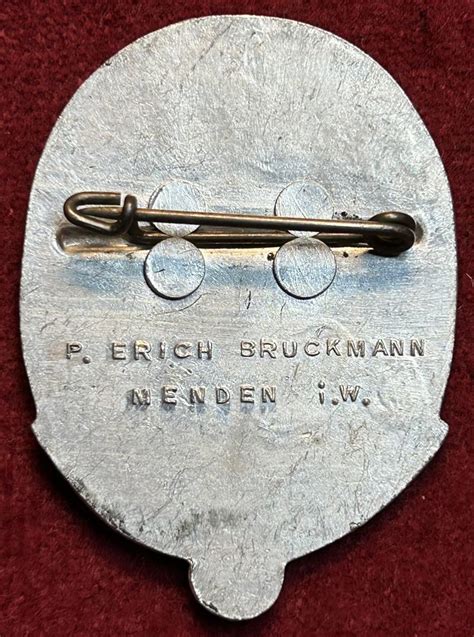 P. ERICH BRUCKMANN
MENDEN i.W.